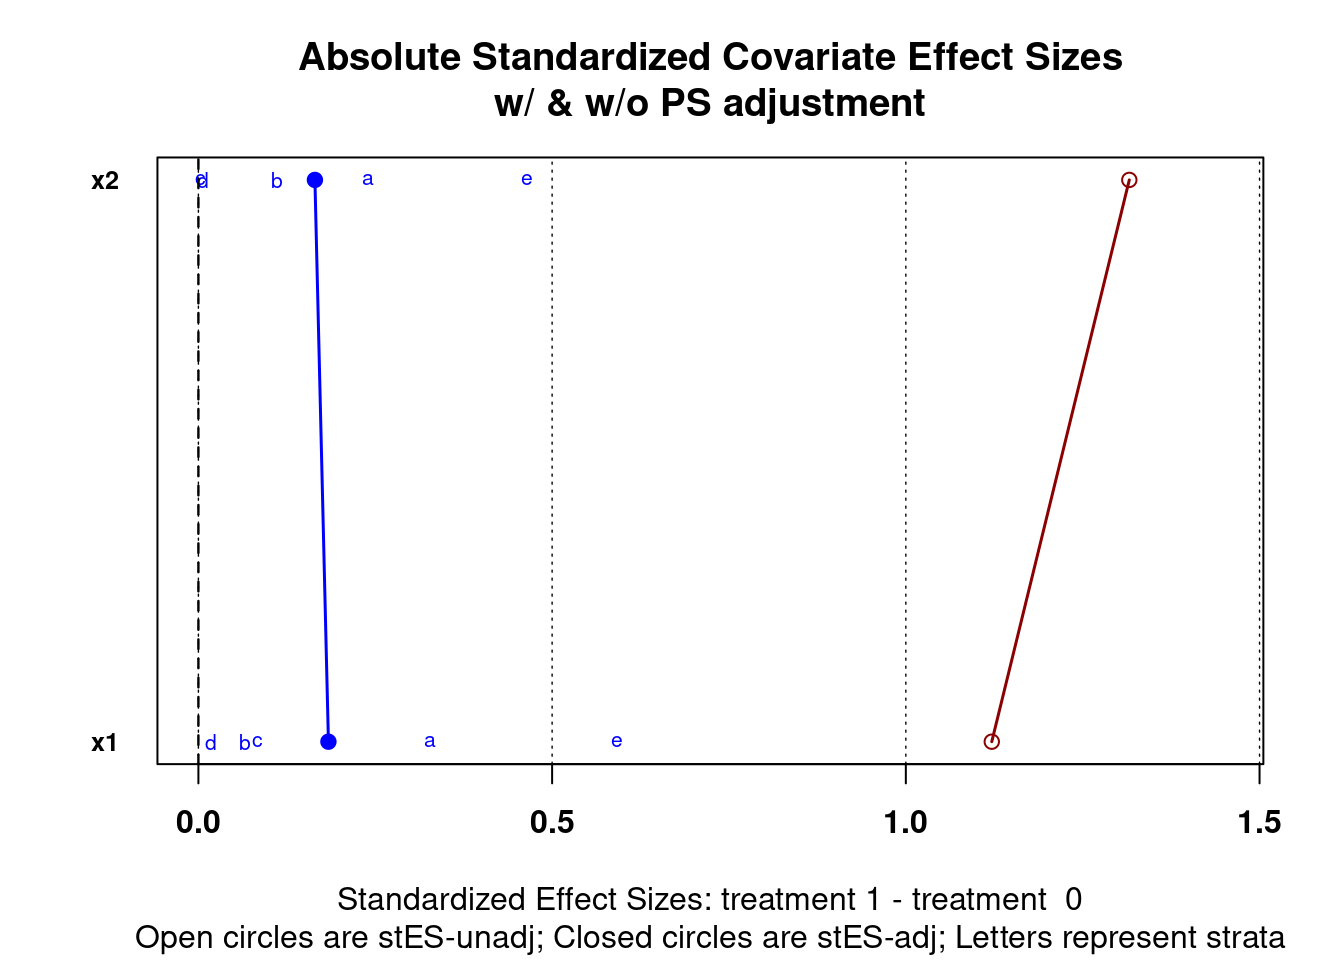 Absolute Standardized Covariate Effect Sizes
w/ & w/o PS adjustment
x2 c d b a e
x1 d b c a e
0.0 0.5 1.0 1.5
Standardized Effect Sizes: treatment 1 - treatment  0
Open circles are stES-unadj; Closed circles are stES-adj; Letters represent strata